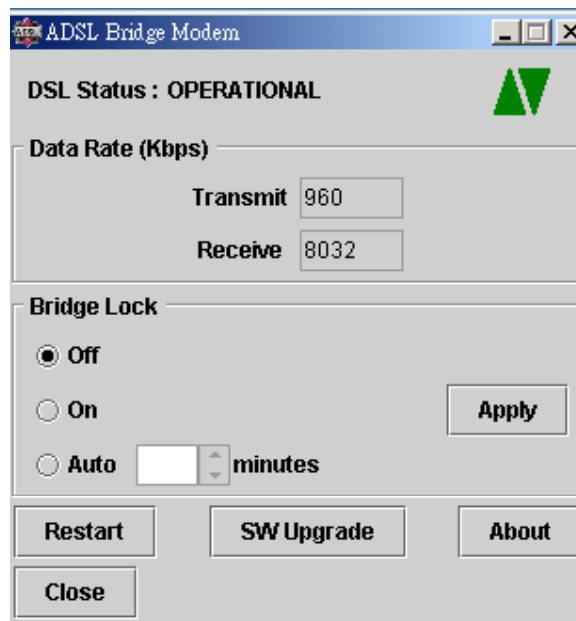 ADSL Bridge Modem
DSL Status : OPERATIONAL
Data Rate (Kbps)
Transmit 960
Receive 8032
Bridge Lock
Off
On
Apply
Auto minutes
Restart SW Upgrade About
Close